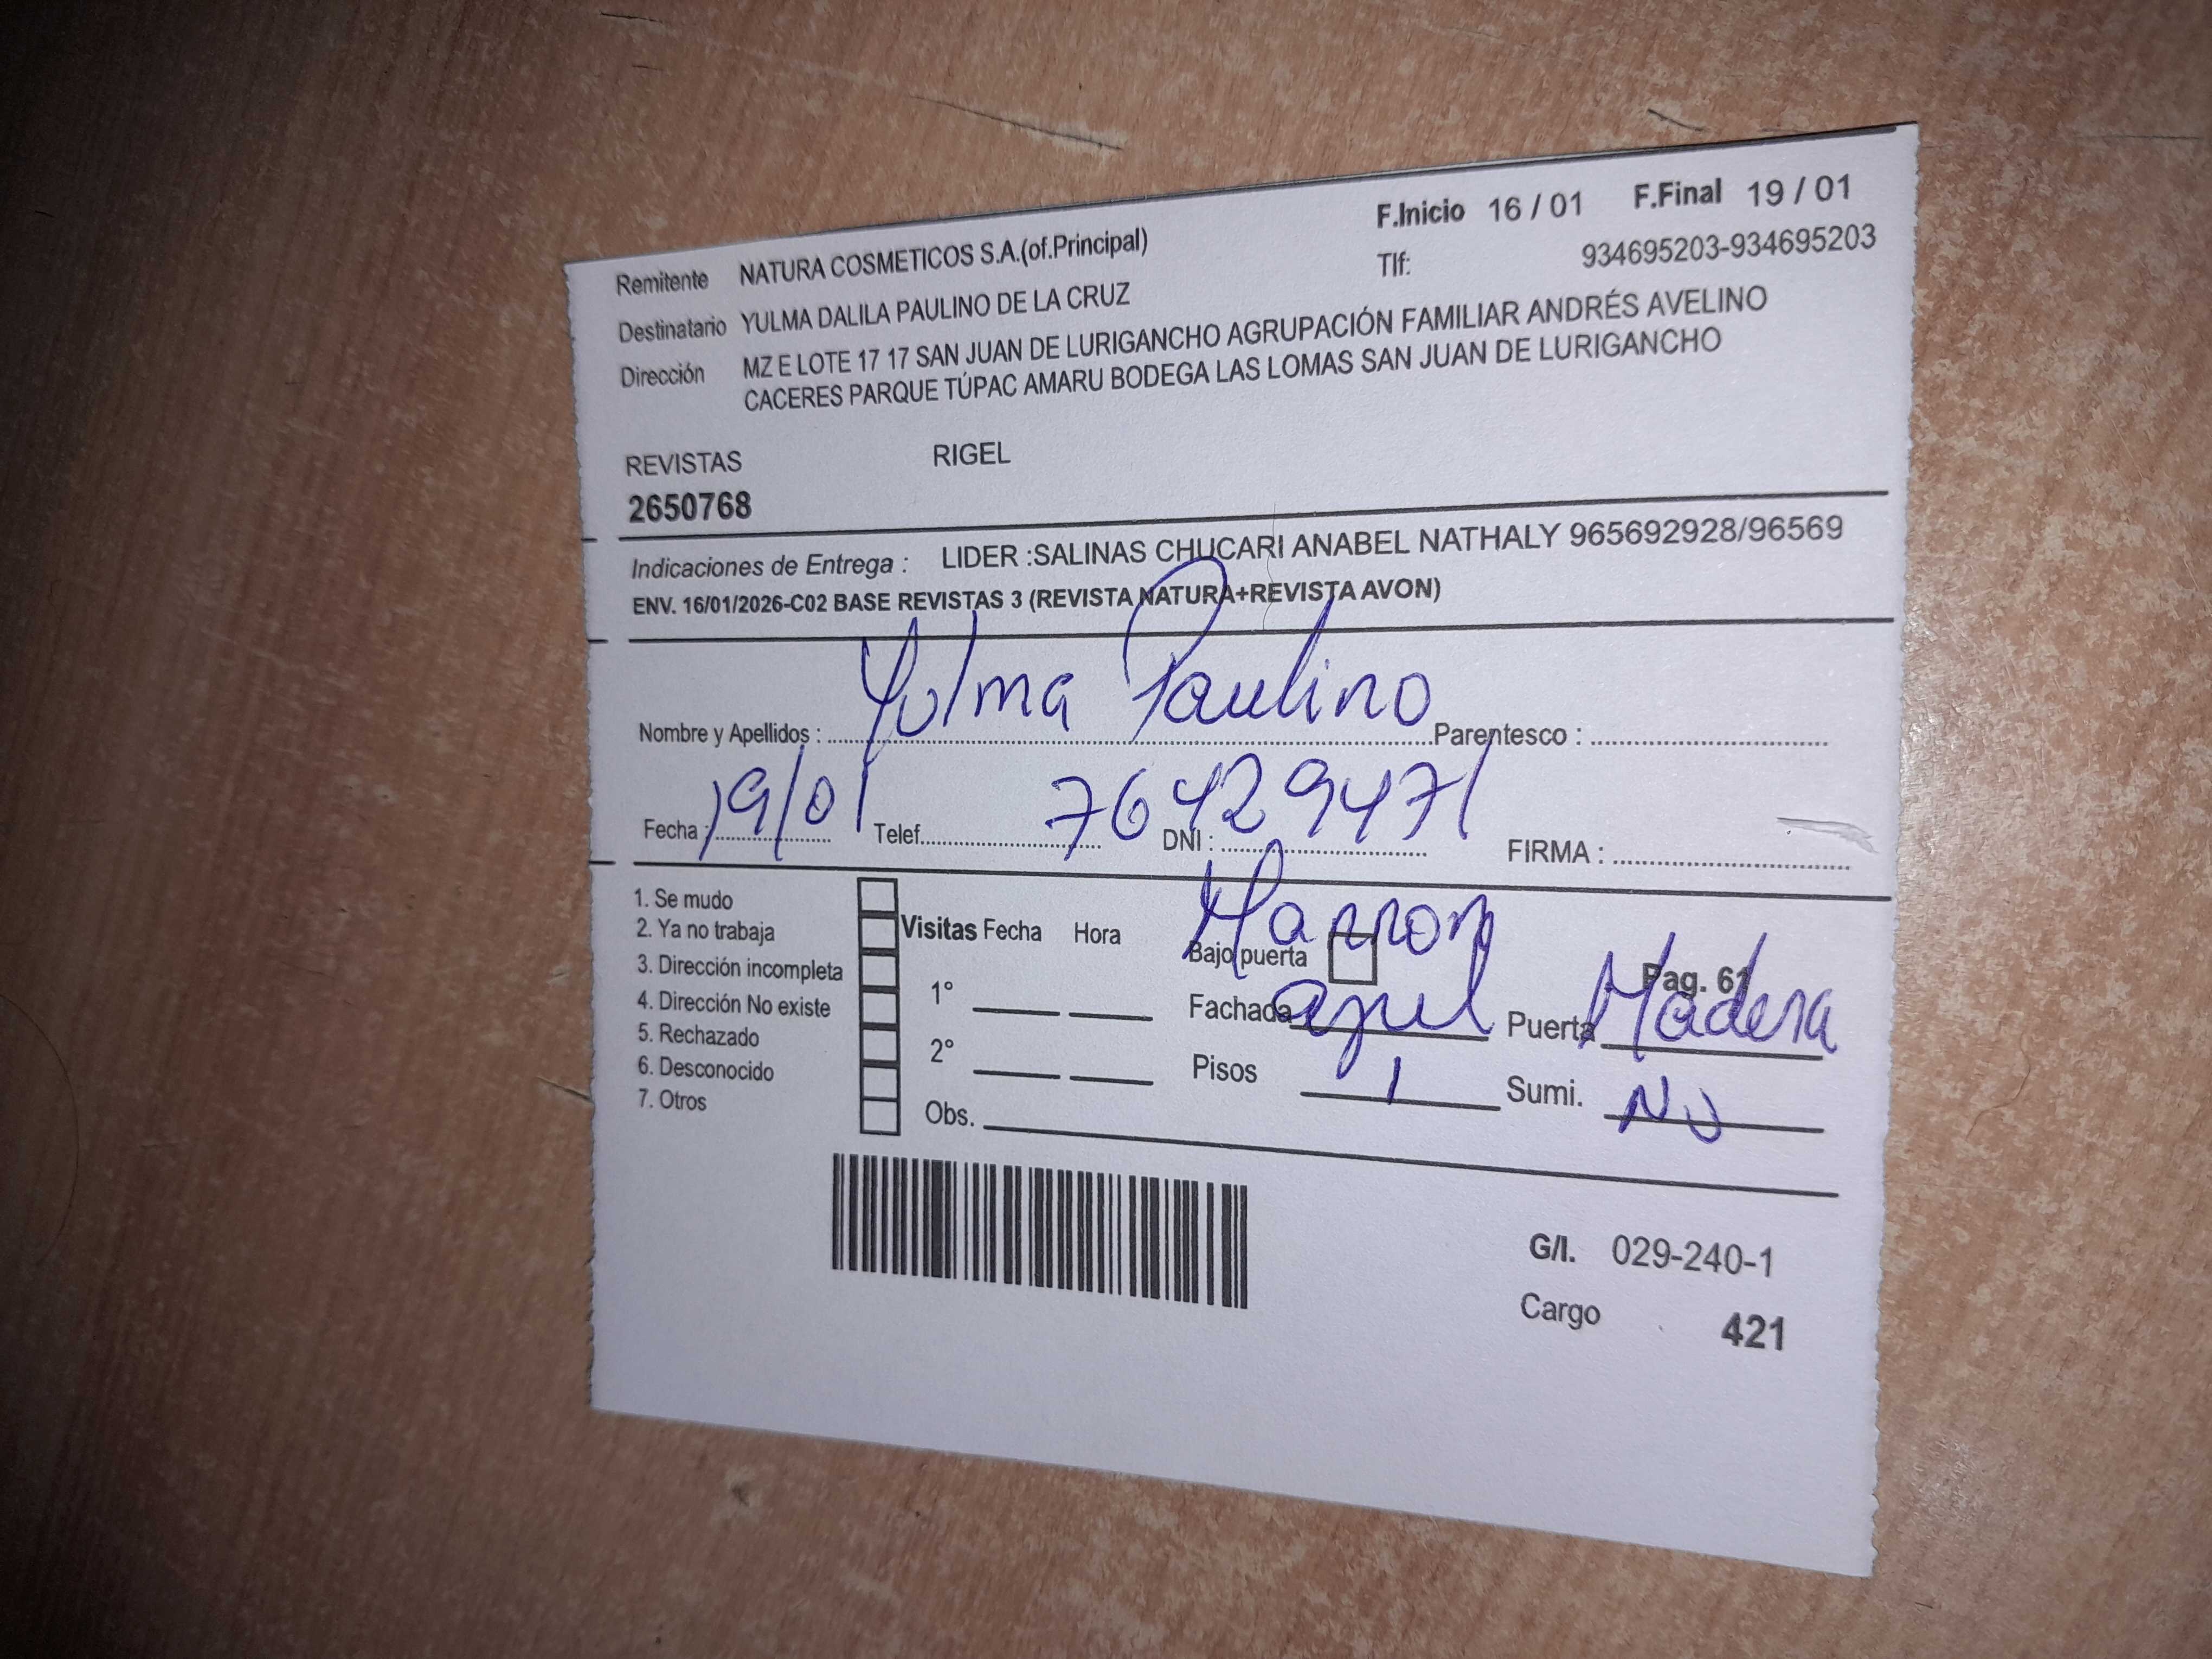 F.Inicio 16 / 01 F.Final 19 / 01
Remitente NATURA COSMETICOS S.A.(of.Principal) Tlf: 934695203-934695203
Destinatario YULMA DALILA PAULINO DE LA CRUZ
Dirección MZ E LOTE 17 17 SAN JUAN DE LURIGANCHO AGRUPACIÓN FAMILIAR ANDRÉS AVELINO
CACERES PARQUE TÚPAC AMARU BODEGA LAS LOMAS SAN JUAN DE LURIGANCHO
REVISTAS RIGEL
2650768
Indicaciones de Entrega : LIDER :SALINAS CHUCARI ANABEL NATHALY 965692928/96569
ENV. 16/01/2026-C02 BASE REVISTAS 3 (REVISTA NATURA+REVISTA AVON)
Nombre y Apellidos : Yulma Paulino Parentesco :
Fecha : 19/01 Telef. DNI : 76429471 FIRMA :
1. Se mudo
2. Ya no trabaja Visitas Fecha Hora Marron
3. Dirección incompleta Bajo puerta Pag. 61
4. Dirección No existe 1° Fachada azul Puerta Madera
5. Rechazado
6. Desconocido 2° Pisos 1 Sumi. NO
7. Otros Obs.
G/I. 029-240-1
Cargo 421